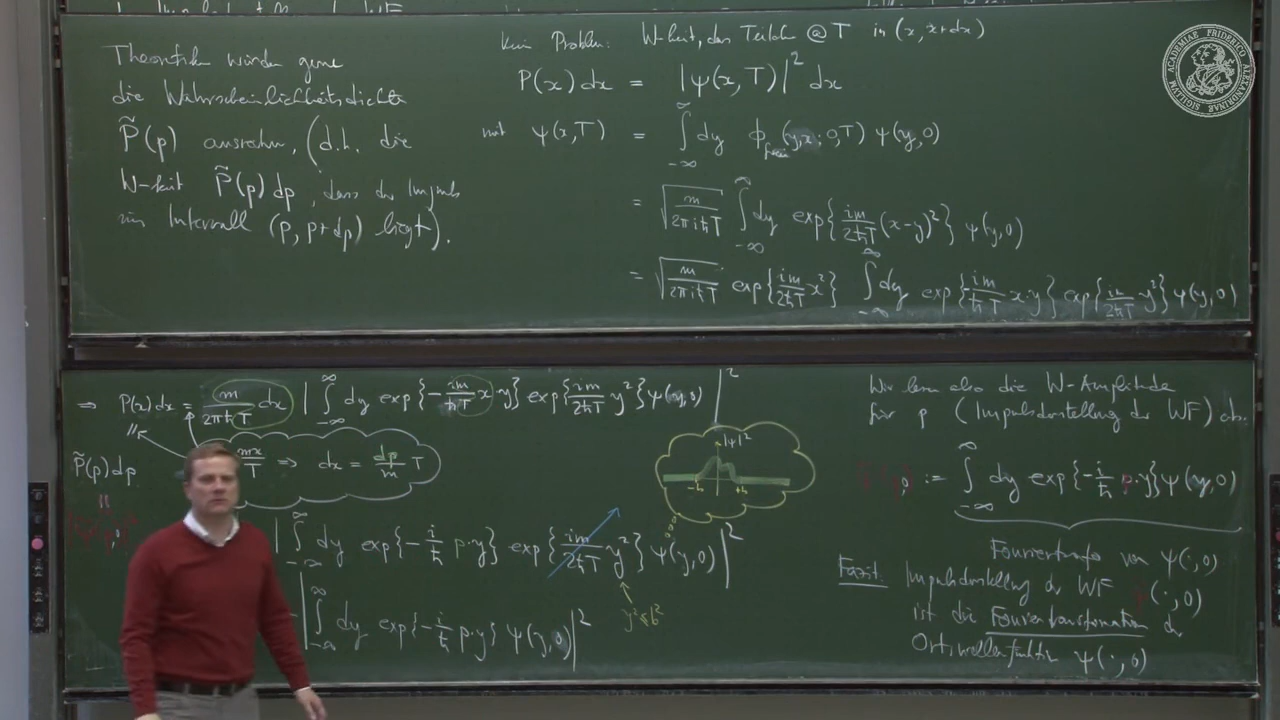 Theoretiker würden gerne
die Wahrscheinlichkeitsdichte
P̃(p) ausrechn, (d.h. die
W-keit P̃(p) dp, dass der Impuls
im Intervall (p, p+dp) liegt).
Kein Problem: W-keit, das Teilchen @ T in (x, x+dx)
P(x) dx = |ψ(x,T)|² dx
mit ψ(x,T) = ∫_{-∞}^{∞} dy ϕ_{frei}(y,x; 0,T) ψ(y,0)
= √(m/(2πiħT)) ∫_{-∞}^{∞} dy exp{im/(2ħT) (x-y)²} ψ(y,0)
= √(m/(2πiħT)) exp{im/(2ħT) x²} ∫_{-∞}^{∞} dy exp{im/(ħT) x·y} exp{im/(2ħT) y²} ψ(y,0)
⇒ P(x) dx = m/(2πħT) dx |∫_{-∞}^{∞} dy exp{-im/(ħT) x·y} exp{im/(2ħT) y²} ψ(y,0)|²
mx/T ⇒ dx = dp/m T
P̃(p) dp
|ψ|²
-b +b
|∫_{-∞}^{∞} dy exp{-i/ħ p·y} exp{im/(2ħT) y²} ψ(y,0)|²
y² ≤ b²
|∫_{-∞}^{∞} dy exp{-i/ħ p·y} ψ(y,0)|²
Wir lesen also die W-Amplitude
für p (Impulsdarstellung der WF) ab:
:= ∫_{-∞}^{∞} dy exp{-i/ħ p·y} ψ(y,0)
Fouriertrafo von ψ(·,0)
Fazit: Impulsdarstellung der WF (·,0)
ist die Fouriertransformation der
Ortswellenfunktion ψ(·,0)